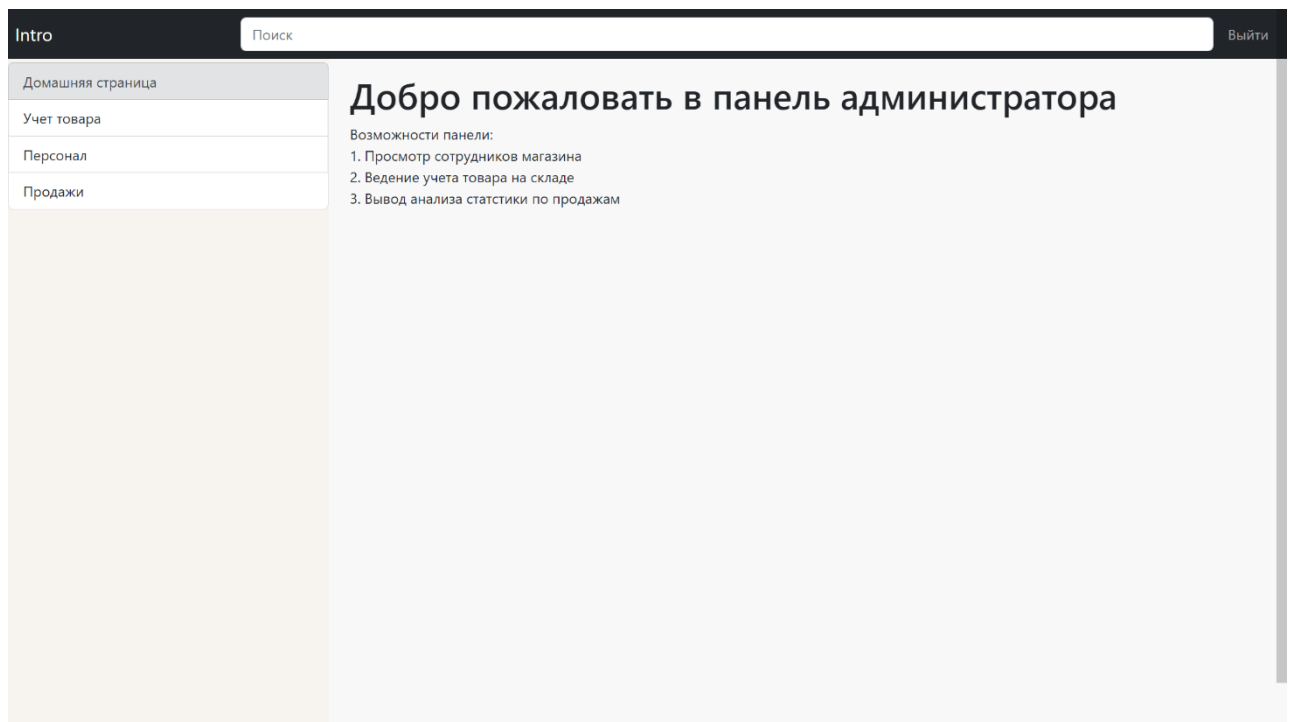 Intro
Поиск
Выйти
Домашняя страница
Учет товара
Персонал
Продажи
Добро пожаловать в панель администратора
Возможности панели:
1. Просмотр сотрудников магазина
2. Ведение учета товара на складе
3. Вывод анализа статстики по продажам